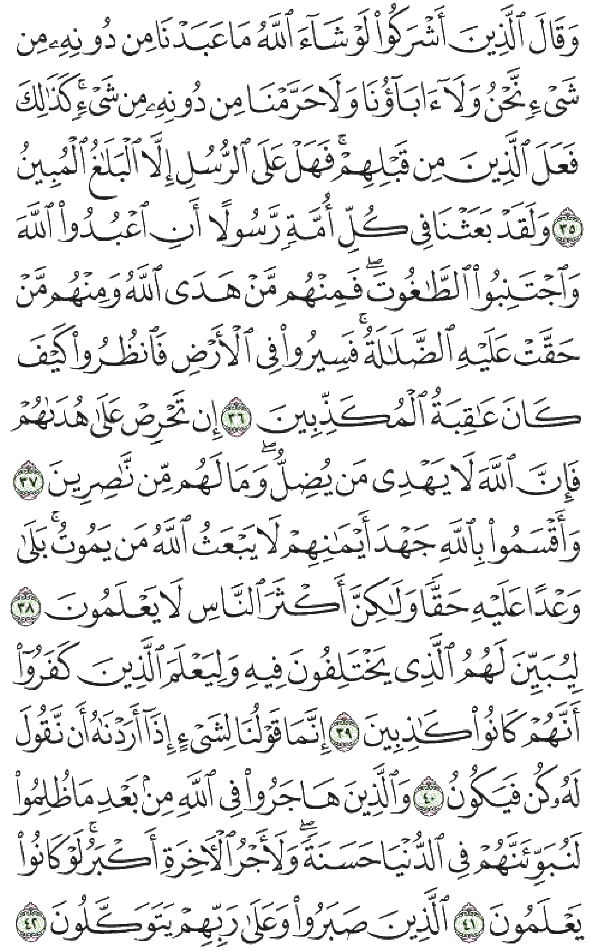 وَقَالَ ٱلَّذِينَ أَشْرَكُوا۟ لَوْ شَآءَ ٱللَّهُ مَا عَبَدْنَا مِن دُونِهِۦ مِن
شَىْءٍ نَّحْنُ وَلَآ ءَابَآؤُنَا وَلَا حَرَّمْنَا مِن دُونِهِۦ مِن شَىْءٍ ۚ كَذَٰلِكَ
فَعَلَ ٱلَّذِينَ مِن قَبْلِهِمْ ۚ فَهَلْ عَلَى ٱلرُّسُلِ إِلَّا ٱلْبَلَٰغُ ٱلْمُبِينُ
٣٥ وَلَقَدْ بَعَثْنَا فِى كُلِّ أُمَّةٍ رَّسُولًا أَنِ ٱعْبُدُوا۟ ٱللَّهَ
وَٱجْتَنِبُوا۟ ٱلطَّٰغُوتَ ۖ فَمِنْهُم مَّنْ هَدَى ٱللَّهُ وَمِنْهُم مَّنْ
حَقَّتْ عَلَيْهِ ٱلضَّلَٰلَةُ ۚ فَسِيرُوا۟ فِى ٱلْأَرْضِ فَٱنظُرُوا۟ كَيْفَ
كَانَ عَٰقِبَةُ ٱلْمُكَذِّبِينَ ٣٦ إِن تَحْرِصْ عَلَىٰ هُدَىٰهُمْ
فَإِنَّ ٱللَّهَ لَا يَهْدِى مَن يُضِلُّ ۖ وَمَا لَهُم مِّن نَّٰصِرِينَ ٣٧
وَأَقْسَمُوا۟ بِٱللَّهِ جَهْدَ أَيْمَٰنِهِمْ لَا يَبْعَثُ ٱللَّهُ مَن يَمُوتُ ۚ بَلَىٰ
وَعْدًا عَلَيْهِ حَقًّا وَلَٰكِنَّ أَكْثَرَ ٱلنَّاسِ لَا يَعْلَمُونَ ٣٨
لِيُبَيِّنَ لَهُمُ ٱلَّذِى يَخْتَلِفُونَ فِيهِ وَلِيَعْلَمَ ٱلَّذِينَ كَفَرُوٓا۟
أَنَّهُمْ كَانُوا۟ كَٰذِبِينَ ٣٩ إِنَّمَا قَوْلُنَا لِشَىْءٍ إِذَآ أَرَدْنَٰهُ أَن نَّقُولَ
لَهُۥ كُن فَيَكُونُ ٤٠ وَٱلَّذِينَ هَاجَرُوا۟ فِى ٱللَّهِ مِنۢ بَعْدِ مَا ظُلِمُوا۟
لَنُبَوِّئَنَّهُمْ فِى ٱلدُّنْيَا حَسَنَةً ۖ وَلَأَجْرُ ٱلْءَاخِرَةِ أَكْبَرُ ۚ لَوْ كَانُوا۟
يَعْلَمُونَ ٤١ ٱلَّذِينَ صَبَرُوا۟ وَعَلَىٰ رَبِّهِمْ يَتَوَكَّلُونَ ٤٢